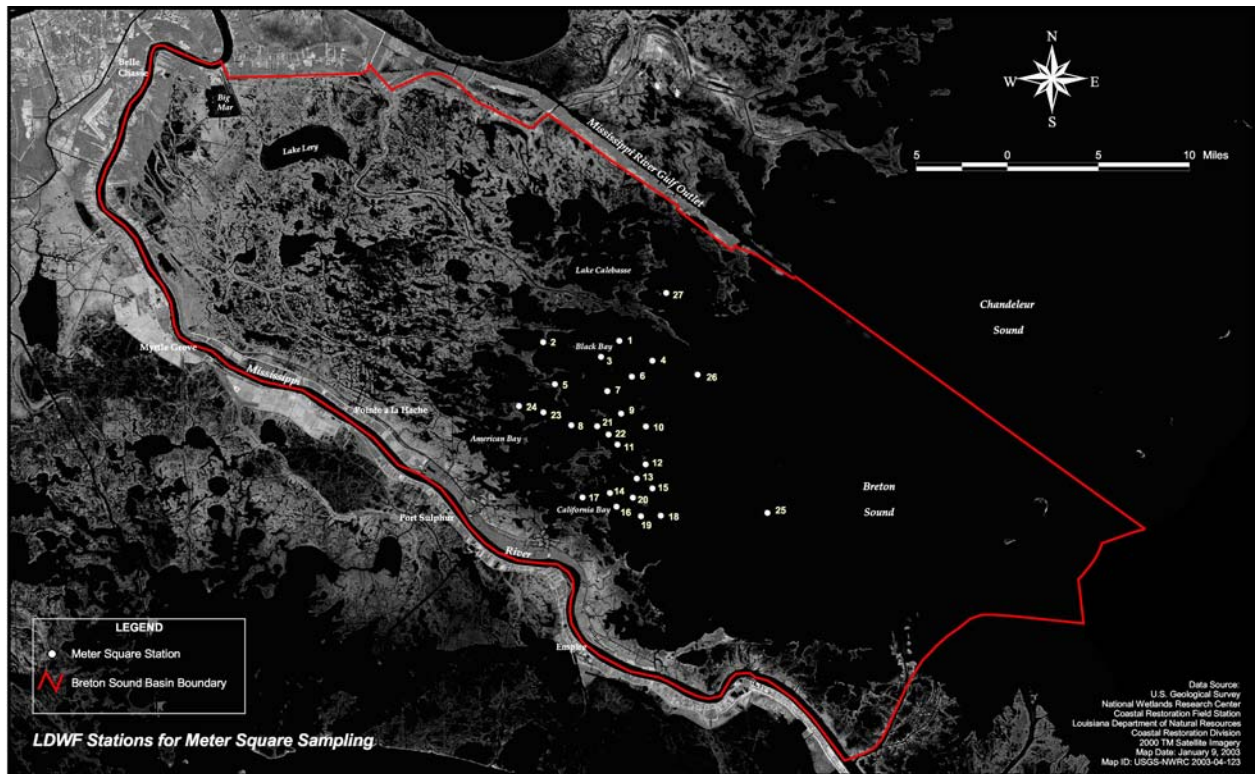 Belle
Chasse
Big
Mar
Lake Lery
Mississippi River Gulf Outlet
N
W
E
S
5
0
5
10
Miles
Lake Calebasse
27
Chandeleur
Sound
1
2
Black Bay
3
4
6
26
5
7
Myrtle Grove
Mississippi
Pointe a la Hache
24
23
9
8
21
10
22
American Bay
11
12
13
15
14
17
20
California Bay
16
19
18
25
Breton
Sound
Port Sulphur
River
Empire
LEGEND
Meter Square Station
Breton Sound Basin Boundary
LDWF Stations for Meter Square Sampling
Data Source:
U.S. Geological Survey
National Wetlands Research Center
Coastal Restoration Field Station
Louisiana Department of Natural Resources
Coastal Restoration Division
2000 TM Satellite Imagery
Map Date: January 9, 2003
Map ID: USGS-NWRC 2003-04-123